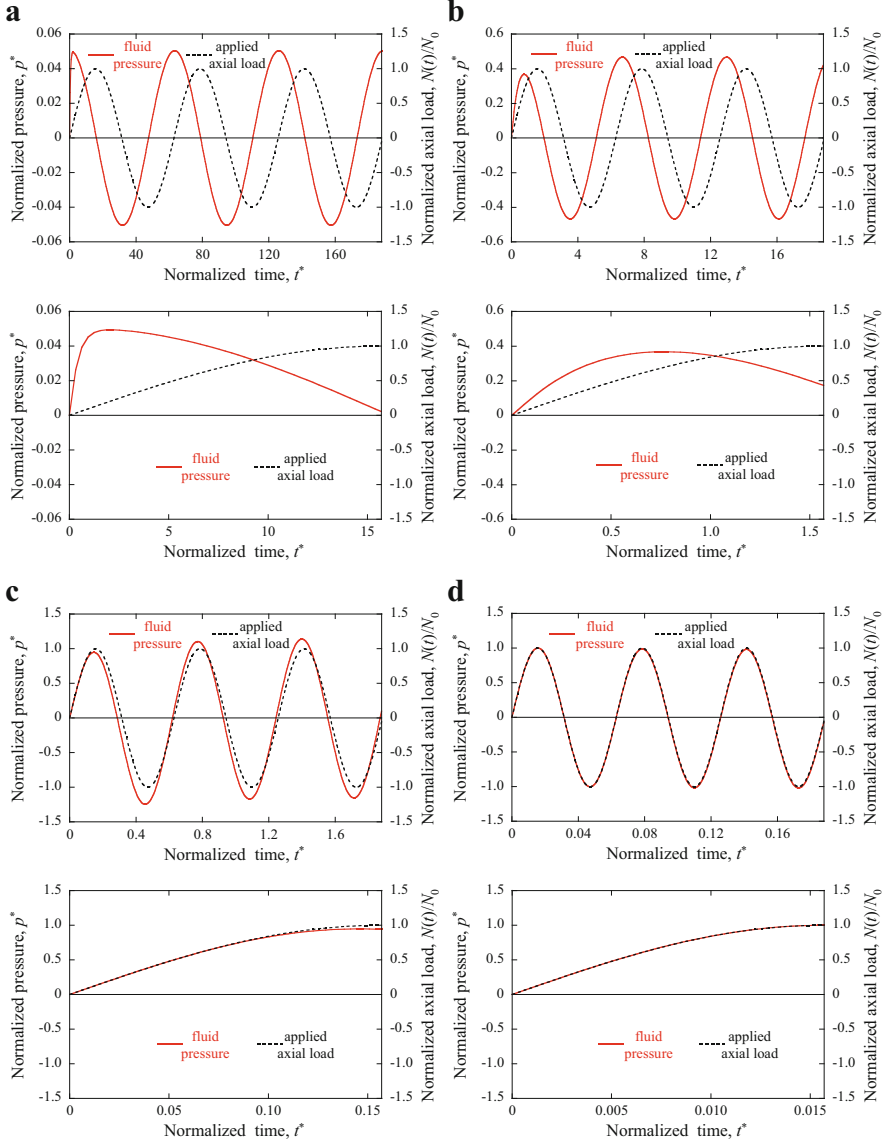 a
fluid
pressure
applied
axial load
Normalized pressure, p*
0.06
0.04
0.02
0
-0.02
-0.04
-0.06
Normalized axial load, N(t)/N0
1.5
1.0
0.5
0
-0.5
-1.0
-1.5
0 40 80 120 160
Normalized time, t*
Normalized pressure, p*
0.06
0.04
0.02
0
-0.02
-0.04
-0.06
fluid
pressure
applied
axial load
Normalized axial load, N(t)/N0
1.5
1.0
0.5
0
-0.5
-1.0
-1.5
0 5 10 15
Normalized time, t*
b
fluid
pressure
applied
axial load
Normalized pressure, p*
0.6
0.4
0.2
0
-0.2
-0.4
-0.6
Normalized axial load, N(t)/N0
1.5
1.0
0.5
0
-0.5
-1.0
-1.5
0 4 8 12 16
Normalized time, t*
Normalized pressure, p*
0.6
0.4
0.2
0
-0.2
-0.4
-0.6
fluid
pressure
applied
axial load
Normalized axial load, N(t)/N0
1.5
1.0
0.5
0
-0.5
-1.0
-1.5
0 0.5 1.0 1.5
Normalized time, t*
c
fluid
pressure
applied
axial load
Normalized pressure, p*
1.5
1.0
0.5
0
-0.5
-1.0
-1.5
Normalized axial load, N(t)/N0
1.5
1.0
0.5
0
-0.5
-1.0
-1.5
0 0.4 0.8 1.2 1.6
Normalized time, t*
Normalized pressure, p*
1.5
1.0
0.5
0
-0.5
-1.0
-1.5
fluid
pressure
applied
axial load
Normalized axial load, N(t)/N0
1.5
1.0
0.5
0
-0.5
-1.0
-1.5
0 0.05 0.10 0.15
Normalized time, t*
d
fluid
pressure
applied
axial load
Normalized pressure, p*
1.5
1.0
0.5
0
-0.5
-1.0
-1.5
Normalized axial load, N(t)/N0
1.5
1.0
0.5
0
-0.5
-1.0
-1.5
0 0.04 0.08 0.12 0.16
Normalized time, t*
Normalized pressure, p*
1.5
1.0
0.5
0
-0.5
-1.0
-1.5
fluid
pressure
applied
axial load
Normalized axial load, N(t)/N0
1.5
1.0
0.5
0
-0.5
-1.0
-1.5
0 0.005 0.010 0.015
Normalized time, t*